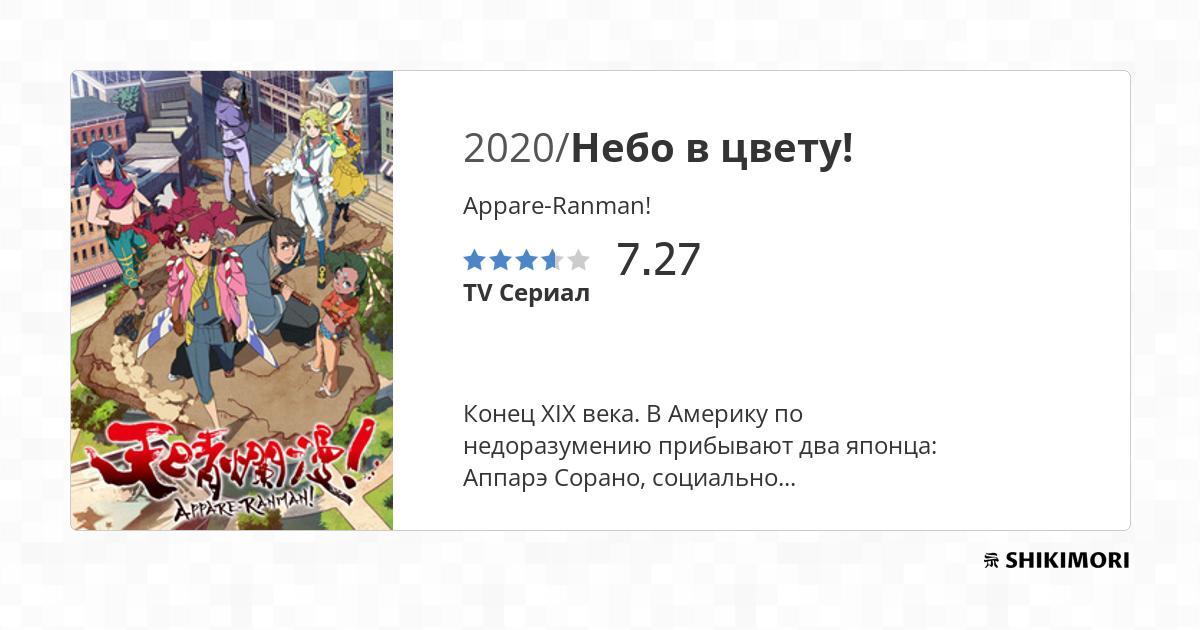 天晴爛漫!
APPARE-RANMAN!
2020/Небо в цвету!
Appare-Ranman!
7.27
TV Сериал
Конец XIX века. В Америку по
недоразумению прибывают два японца:
Аппарэ Сорано, социально...
SHIKIMORI